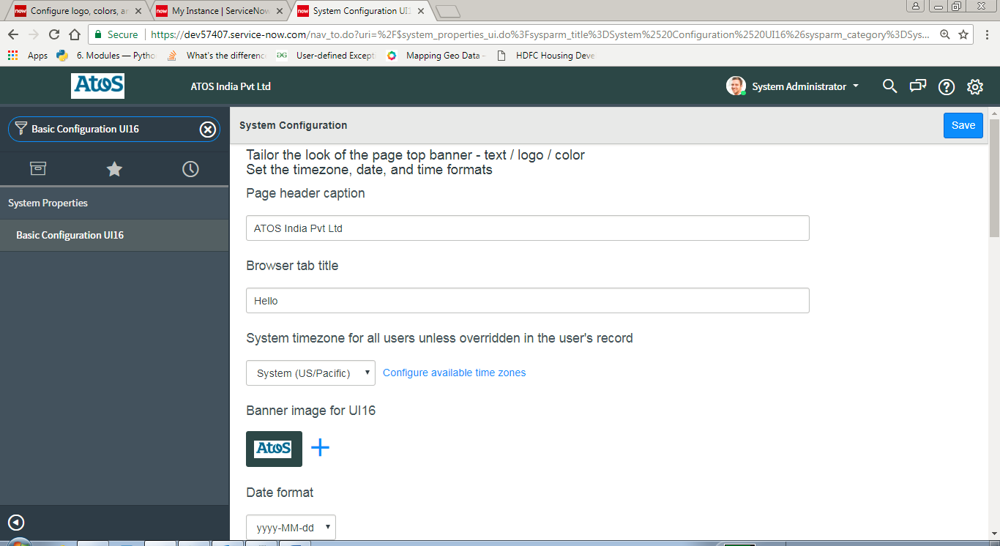 now Configure logo, colors, ar
now My Instance | ServiceNow
now System Configuration UI1
Secure https://dev57407.service-now.com/nav_to.do?uri=%2F$system_properties_ui.do%3Fsysparm_title%3DSystem%2520Configuration%2520UI16%26sysparm_category%3DSys...
Apps 6. Modules — Pytho What's the differenc User-defined Except Mapping Geo Data - HDFC Housing Deve
Atos ATOS India Pvt Ltd System Administrator
Basic Configuration UI16
System Configuration Save
Tailor the look of the page top banner - text / logo / color
Set the timezone, date, and time formats
System Properties
Basic Configuration UI16
Page header caption
ATOS India Pvt Ltd
Browser tab title
Hello
System timezone for all users unless overridden in the user's record
System (US/Pacific) Configure available time zones
Banner image for UI16
Atos
Date format
yyyy-MM-dd